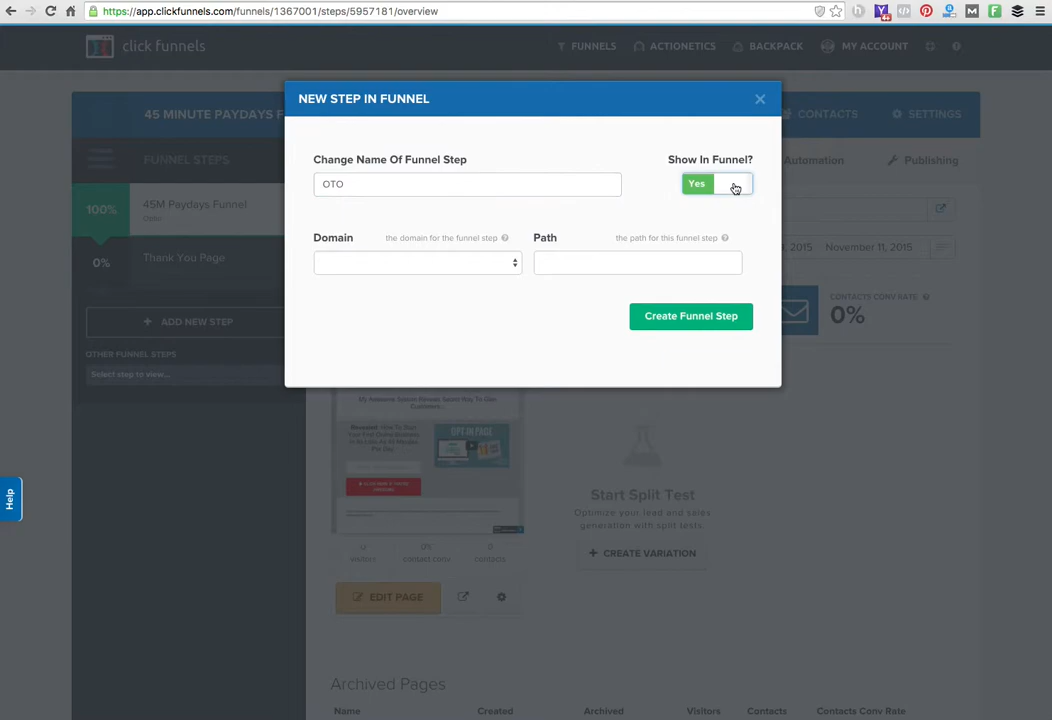 https://app.clickfunnels.com/funnels/1367001/steps/5957181/overview
click funnels
FUNNELS
ACTIONETICS
BACKPACK
MY ACCOUNT
45 MINUTE PAYDAYS F
CONTACTS
SETTINGS
NEW STEP IN FUNNEL
FUNNEL STEPS
Automation
Publishing
Change Name Of Funnel Step
Show In Funnel?
OTO
Yes
100%
45M Paydays Funnel
Optin
0%
Thank You Page
Domain
the domain for the funnel step
Path
the path for this funnel step
, 2015
November 11, 2015
CONTACTS CONV RATE
0%
Create Funnel Step
+ ADD NEW STEP
OTHER FUNNEL STEPS
Select step to view...
Help
OPT-IN PAGE
Start Split Test
Optimize your lead and sales
generation with split tests.
+ CREATE VARIATION
0
visitors
0%
contact conv
0
contacts
EDIT PAGE
Archived Pages
Name
Created
Archived
Visitors
Contacts
Contacts Conv Rate